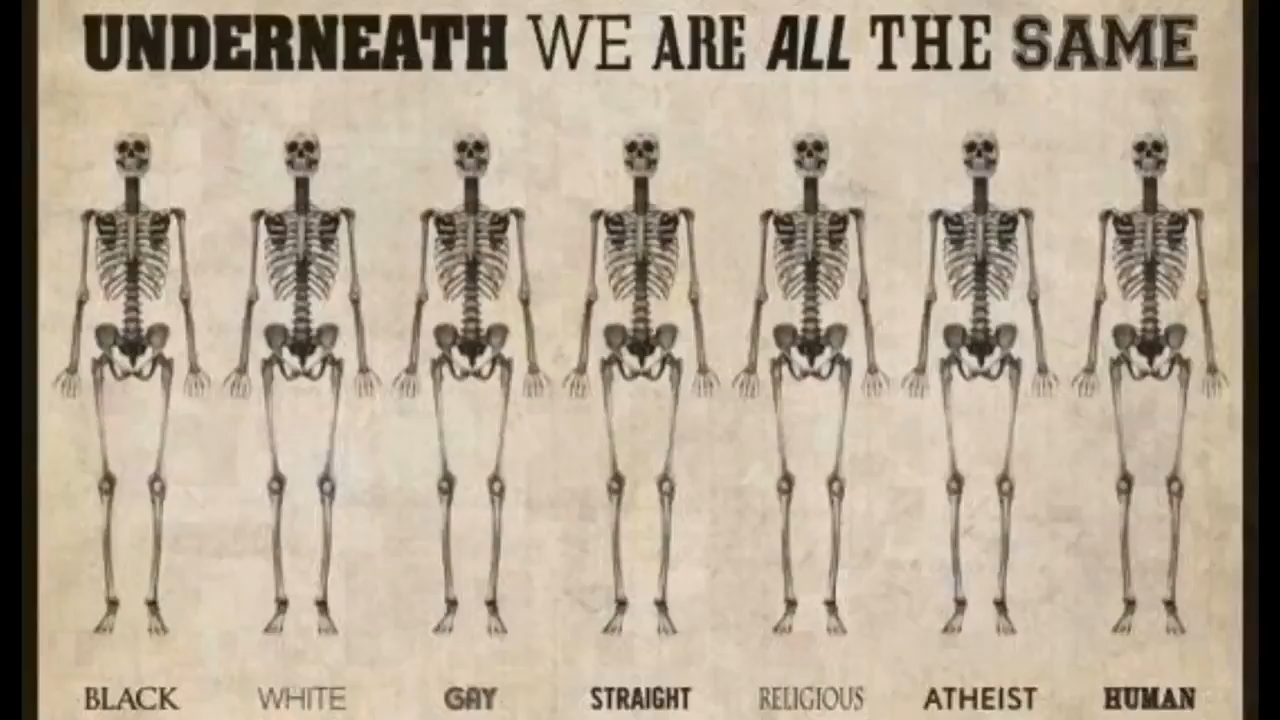 UNDERNEATH WE ARE ALL THE SAME
BLACK WHITE GAY STRAIGHT RELIGIOUS ATHEIST HUMAN